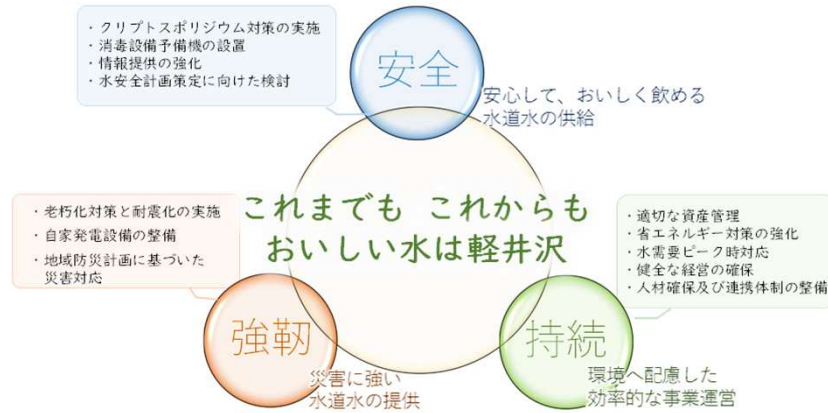 ・クリプトスポリジウム対策の実施
・消毒設備予備機の設置
・情報提供の強化
・水安全計画策定に向けた検討
安全
安心して、おいしく飲める
水道水の供給
これまでも これからも
おいしい水は軽井沢
・老朽化対策と耐震化の実施
・自家発電設備の整備
・地域防災計画に基づいた
災害対応
強靭
災害に強い
水道水の提供
・適切な資産管理
・省エネルギー対策の強化
・水需要ピーク時対応
・健全な経営の確保
・人材確保及び連携体制の整備
持続
環境へ配慮した
効率的な事業運営